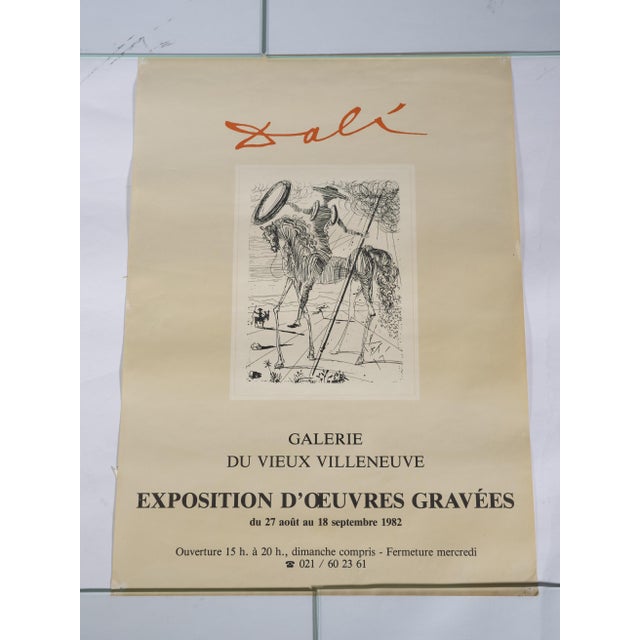 Dalí
GALERIE
DU VIEUX VILLENEUVE
EXPOSITION D'ŒUVRES GRAVÉES
du 27 août au 18 septembre 1982
Ouverture 15 h. à 20 h., dimanche compris - Fermeture mercredi
☎ 021 / 60 23 61